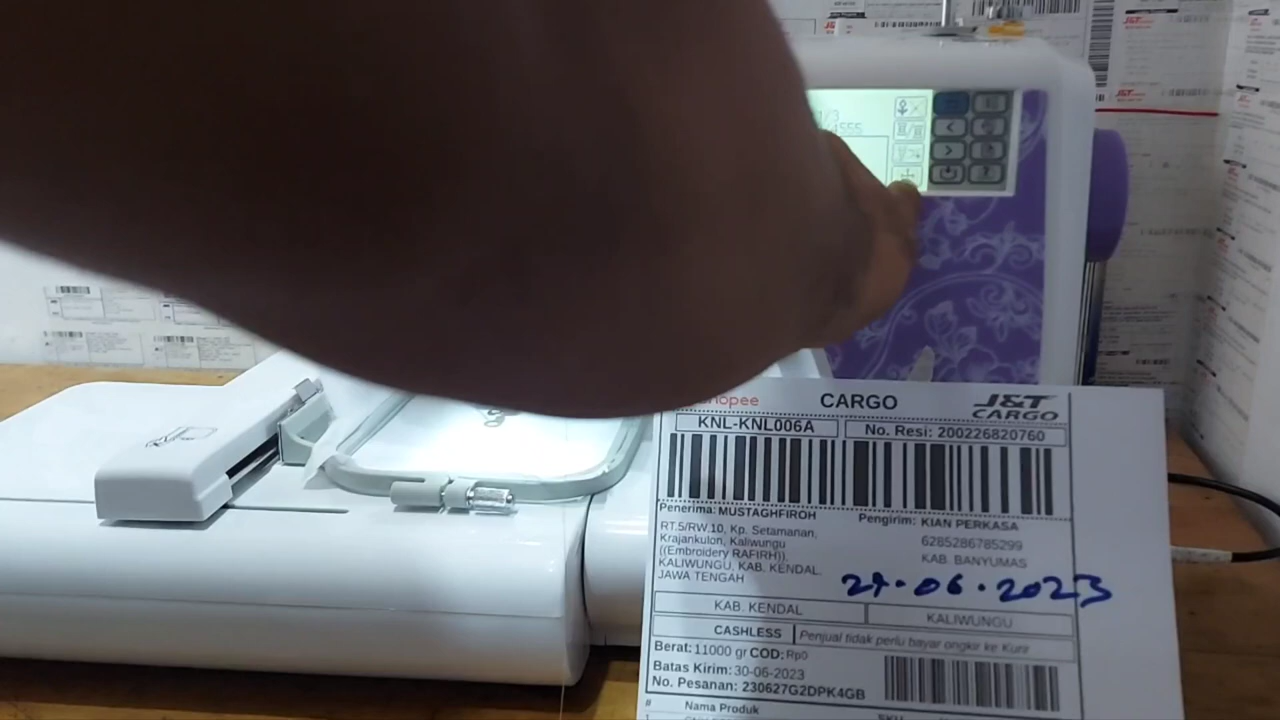 1/3
CARGO
J&T
CARGO
KNL-KNL006A
No. Resi: 200226820760
Penerima: MUSTAGHFIROH
Pengirim: KIAN PERKASA
RT.5/RW.10, Kp. Setamanan,
Krajankulon, Kaliwungu
((Embroidery RAFIRH)),
KALIWUNGU, KAB. KENDAL,
JAWA TENGAH
6285286785299
KAB. BANYUMAS
27.06.2023
KAB. KENDAL
KALIWUNGU
CASHLESS
Penjual tidak perlu bayar ongkir ke Kurir
Berat: 11000 gr COD: Rp0
Batas Kirim: 30-06-2023
No. Pesanan: 230627G2DPK4GB
# Nama Produk